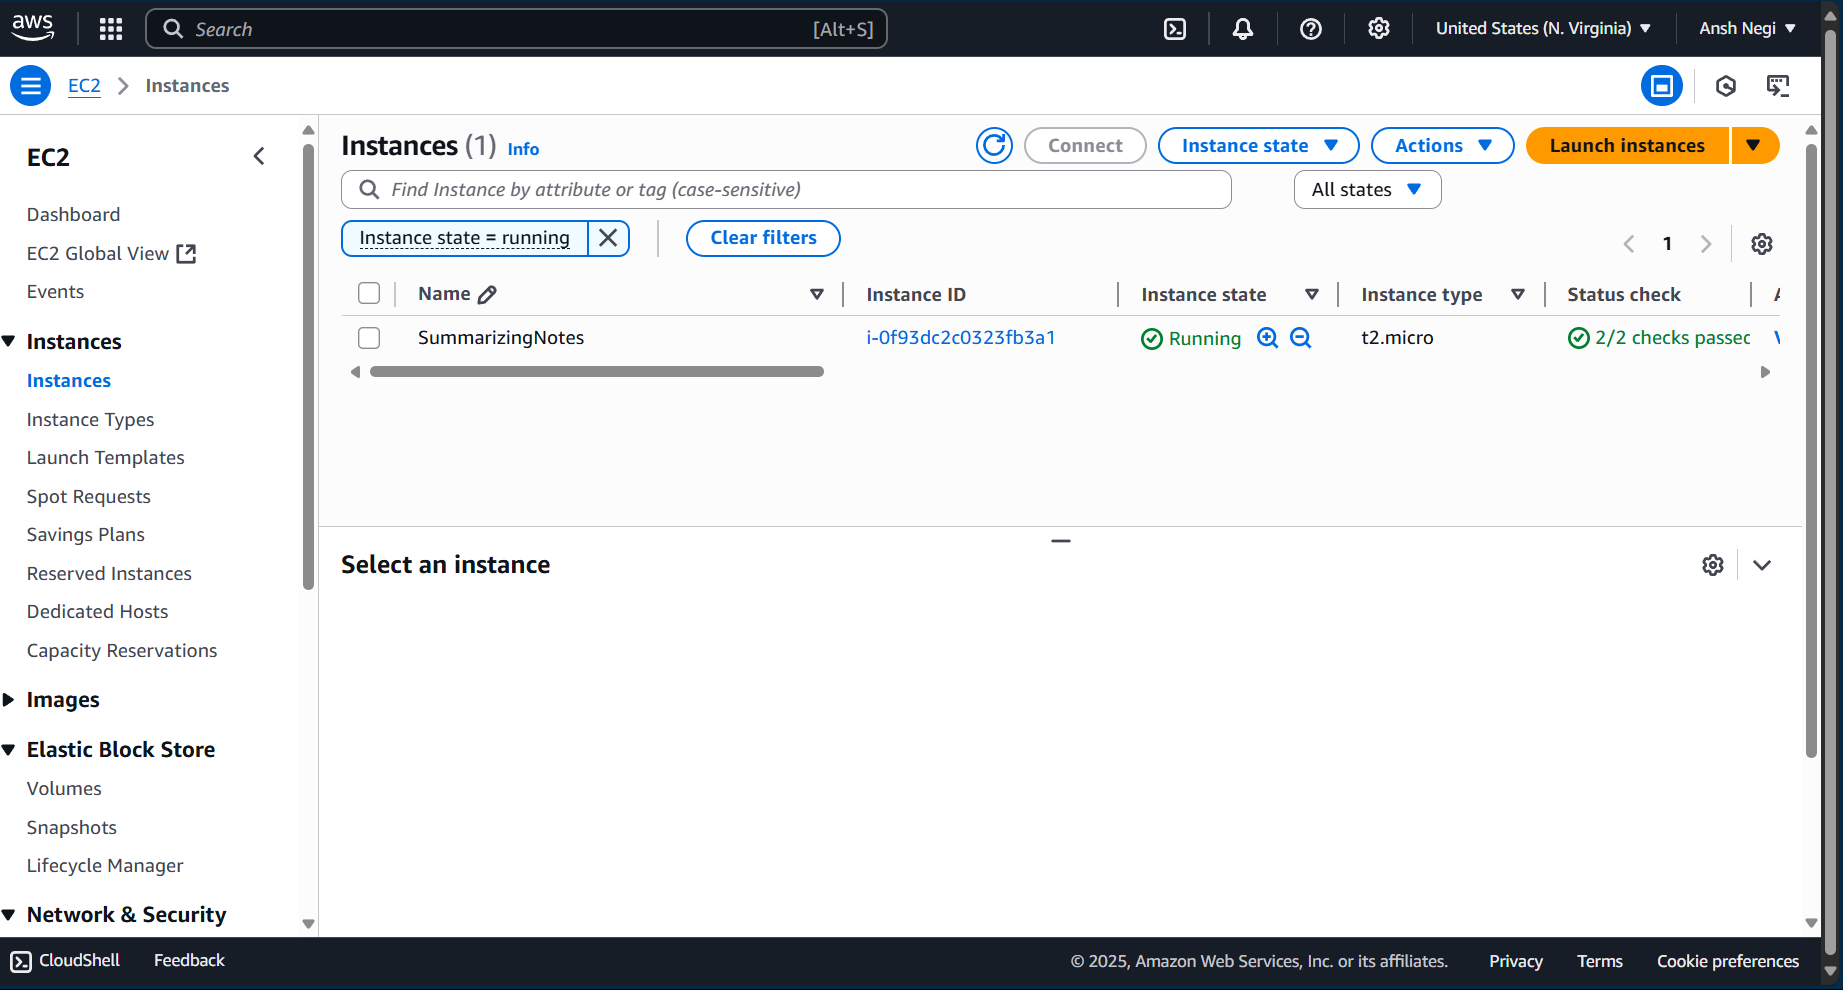 aws
Search [Alt+S]
United States (N. Virginia)
Ansh Negi
EC2
Instances
EC2
Dashboard
EC2 Global View
Events
Instances
Instances
Instance Types
Launch Templates
Spot Requests
Savings Plans
Reserved Instances
Dedicated Hosts
Capacity Reservations
Images
Elastic Block Store
Volumes
Snapshots
Lifecycle Manager
Network & Security
Instances (1) Info
Connect
Instance state
Actions
Launch instances
Find Instance by attribute or tag (case-sensitive)
All states
Instance state = running
Clear filters
1
Name
Instance ID
Instance state
Instance type
Status check
SummarizingNotes
i-0f93dc2c0323fb3a1
Running
t2.micro
2/2 checks passed
Select an instance
CloudShell
Feedback
© 2025, Amazon Web Services, Inc. or its affiliates.
Privacy
Terms
Cookie preferences